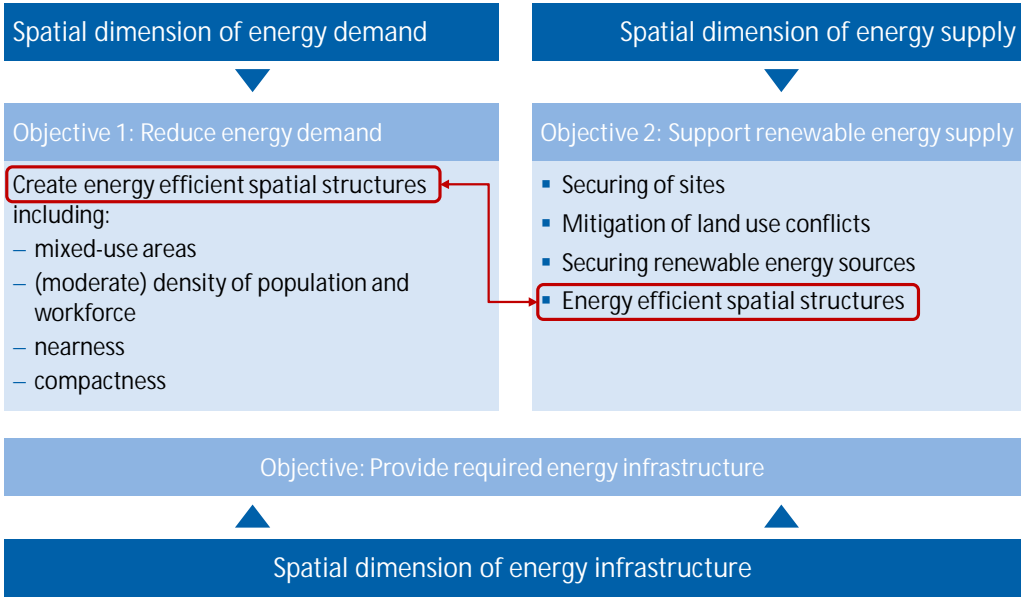 Spatial dimension of energy demand
Objective 1: Reduce energy demand
Create energy efficient spatial structures
including:
– mixed-use areas
– (moderate) density of population and
workforce
– nearness
– compactness
Spatial dimension of energy supply
Objective 2: Support renewable energy supply
▪ Securing of sites
▪ Mitigation of land use conflicts
▪ Securing renewable energy sources
▪ Energy efficient spatial structures
Objective: Provide required energy infrastructure
Spatial dimension of energy infrastructure